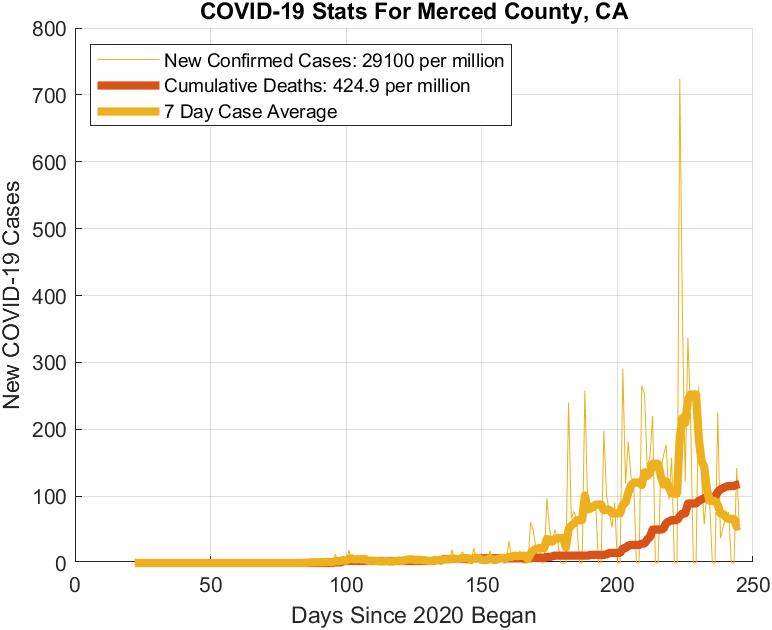 COVID-19 Stats For Merced County, CA
New Confirmed Cases: 29100 per million
Cumulative Deaths: 424.9 per million
7 Day Case Average
800
700
600
500
400
300
200
100
0
New COVID-19 Cases
0 50 100 150 200 250
Days Since 2020 Began